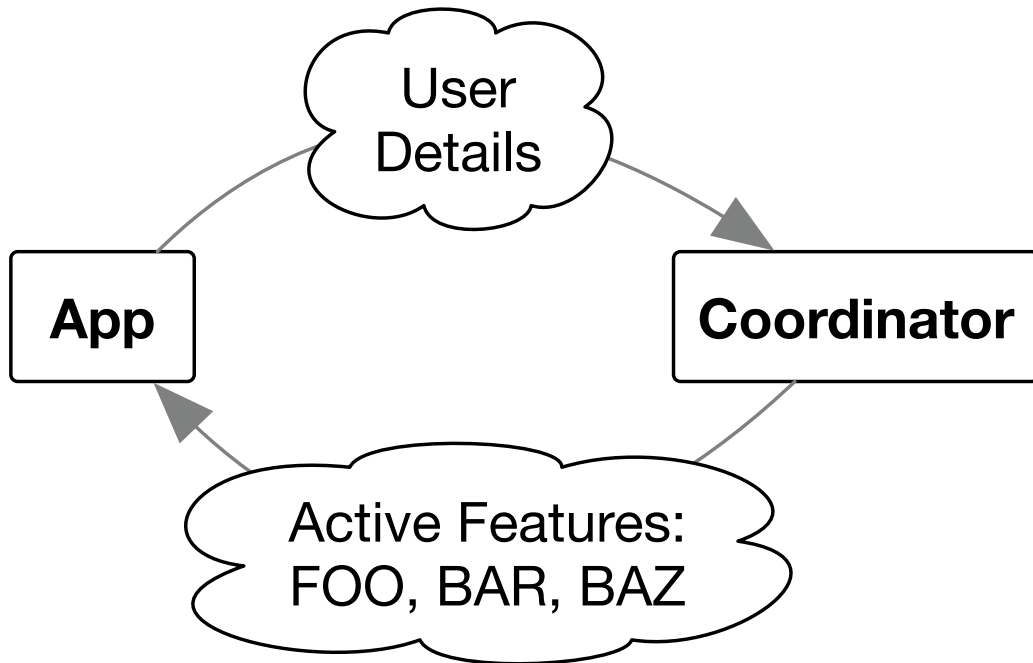 User
Details
App
Coordinator
Active Features:
FOO, BAR, BAZ